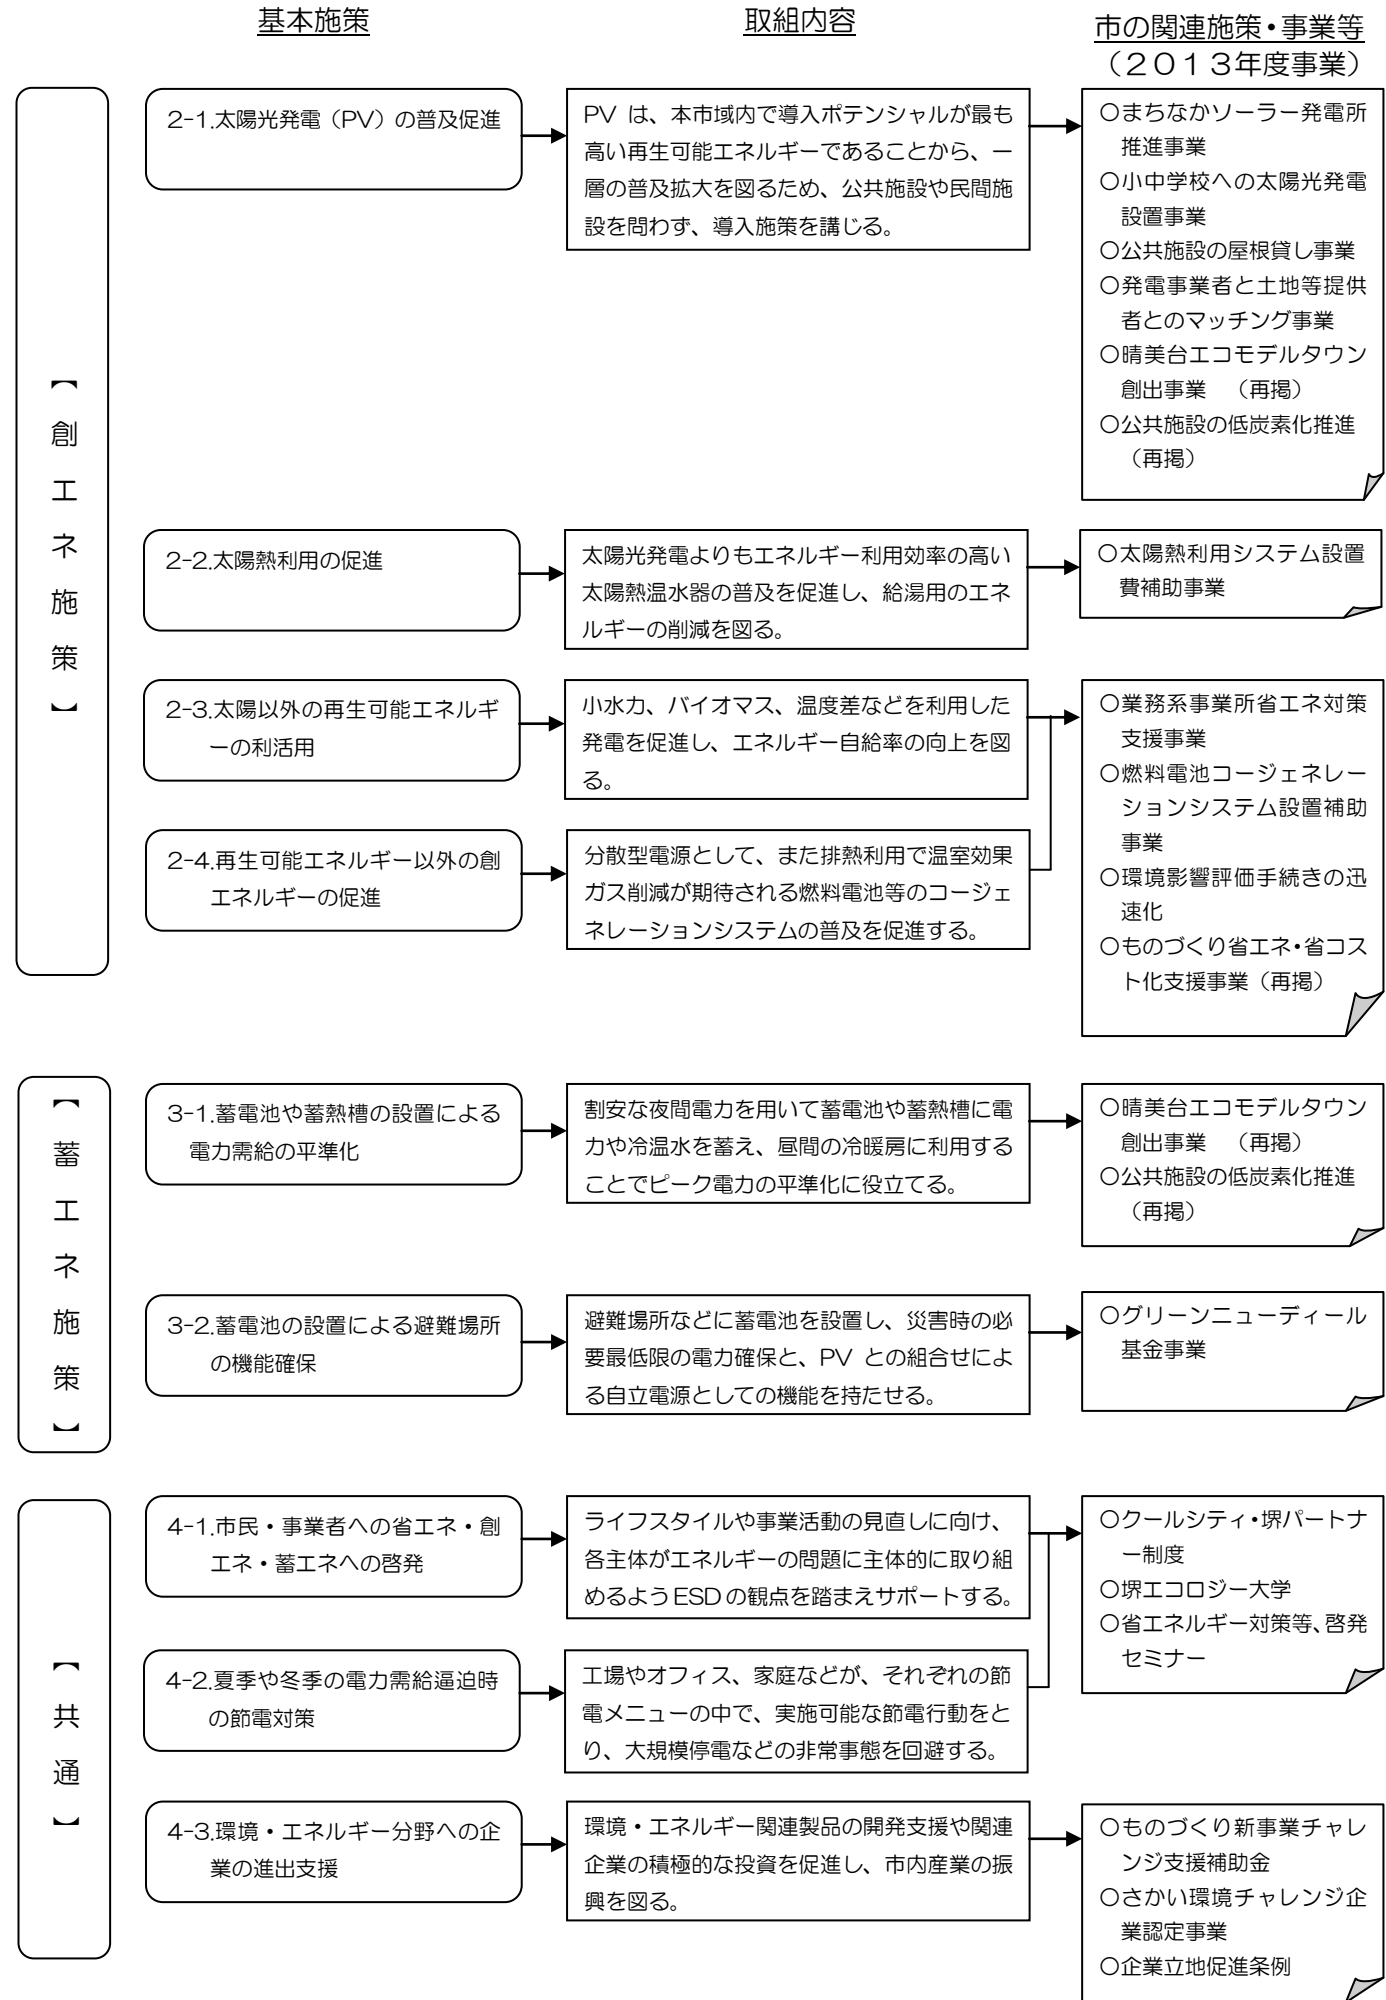 基本施策
取組内容
市の関連施策・事業等
（２０１３年度事業）
【創エネ施策】
2-1.太陽光発電（PV）の普及促進
PV は、本市域内で導入ポテンシャルが最も
高い再生可能エネルギーであることから、一
層の普及拡大を図るため、公共施設や民間施
設を問わず、導入施策を講じる。
○まちなかソーラー発電所
推進事業
○小中学校への太陽光発電
設置事業
○公共施設の屋根貸し事業
○発電事業者と土地等提供
者とのマッチング事業
○晴美台エコモデルタウン
創出事業　（再掲）
○公共施設の低炭素化推進
（再掲）
2-2.太陽熱利用の促進
太陽光発電よりもエネルギー利用効率の高い
太陽熱温水器の普及を促進し、給湯用のエネ
ルギーの削減を図る。
○太陽熱利用システム設置
費補助事業
2-3.太陽以外の再生可能エネルギ
ーの利活用
小水力、バイオマス、温度差などを利用した
発電を促進し、エネルギー自給率の向上を図
る。
2-4.再生可能エネルギー以外の創
エネルギーの促進
分散型電源として、また排熱利用で温室効果
ガス削減が期待される燃料電池等のコージェ
ネレーションシステムの普及を促進する。
○業務系事業所省エネ対策
支援事業
○燃料電池コージェネレー
ションシステム設置補助
事業
○環境影響評価手続きの迅
速化
○ものづくり省エネ・省コス
ト化支援事業（再掲）
【蓄エネ施策】
3-1.蓄電池や蓄熱槽の設置による
電力需給の平準化
割安な夜間電力を用いて蓄電池や蓄熱槽に電
力や冷温水を蓄え、昼間の冷暖房に利用する
ことでピーク電力の平準化に役立てる。
○晴美台エコモデルタウン
創出事業　（再掲）
○公共施設の低炭素化推進
（再掲）
3-2.蓄電池の設置による避難場所
の機能確保
避難場所などに蓄電池を設置し、災害時の必
要最低限の電力確保と、PV との組合せによ
る自立電源としての機能を持たせる。
○グリーンニューディール
基金事業
【共通】
4-1.市民・事業者への省エネ・創
エネ・蓄エネへの啓発
ライフスタイルや事業活動の見直しに向け、
各主体がエネルギーの問題に主体的に取り組
めるようESDの観点を踏まえサポートする。
4-2.夏季や冬季の電力需給逼迫時
の節電対策
工場やオフィス、家庭などが、それぞれの節
電メニューの中で、実施可能な節電行動をと
り、大規模停電などの非常事態を回避する。
○クールシティ・堺パートナ
ー制度
○堺エコロジー大学
○省エネルギー対策等、啓発
セミナー
4-3.環境・エネルギー分野への企
業の進出支援
環境・エネルギー関連製品の開発支援や関連
企業の積極的な投資を促進し、市内産業の振
興を図る。
○ものづくり新事業チャレ
ンジ支援補助金
○さかい環境チャレンジ企
業認定事業
○企業立地促進条例